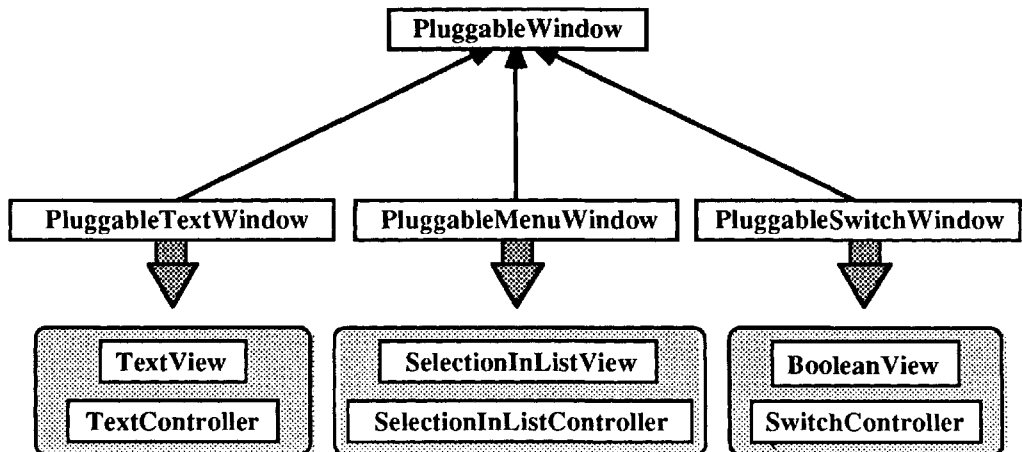 PluggableWindow
PluggableTextWindow PluggableMenuWindow PluggableSwitchWindow
TextView SelectionInListView BooleanView
TextController SelectionInListController SwitchController